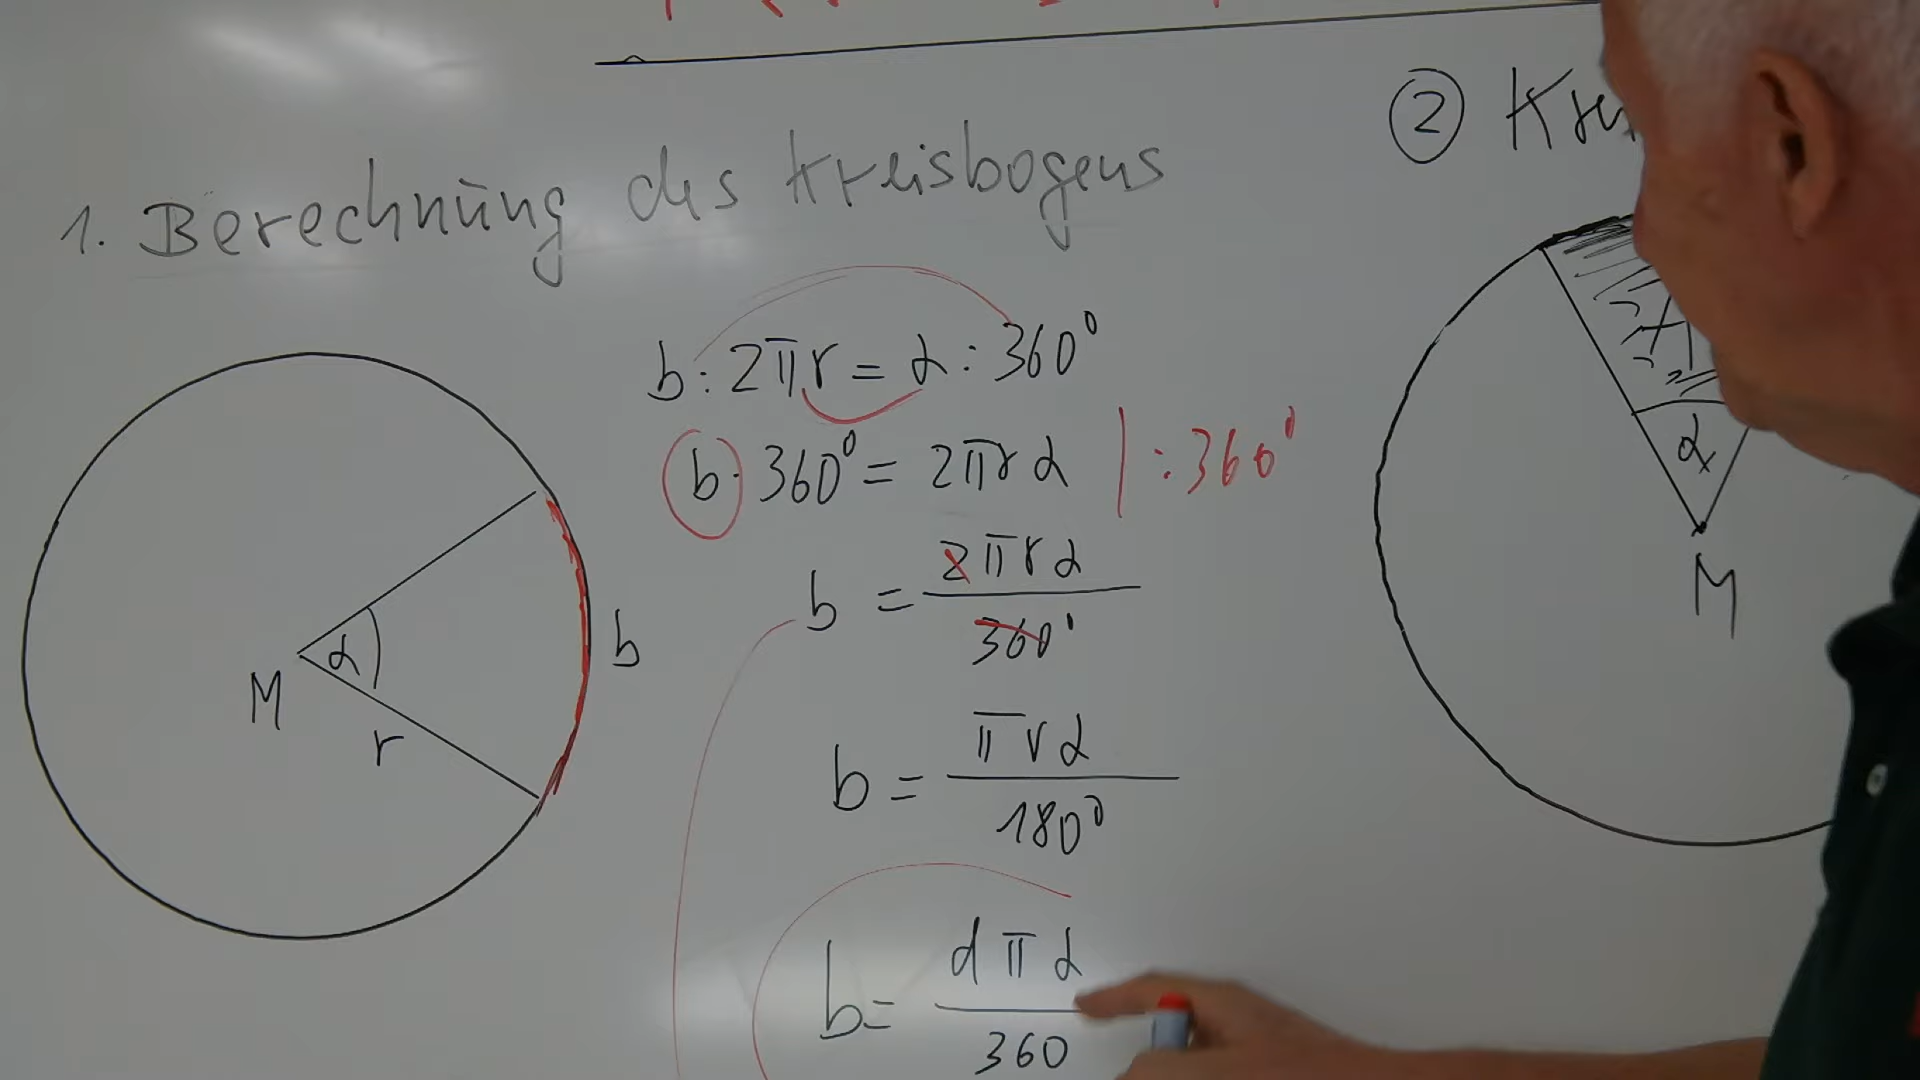 1. Berechnung des Kreisbogens
b : 2πr = α : 360°
b · 360° = 2πrα | : 360°
b = 2πrα / 360°
b = πrα / 180°
b = dπα / 360
M
α
r
b
②
A
α
M